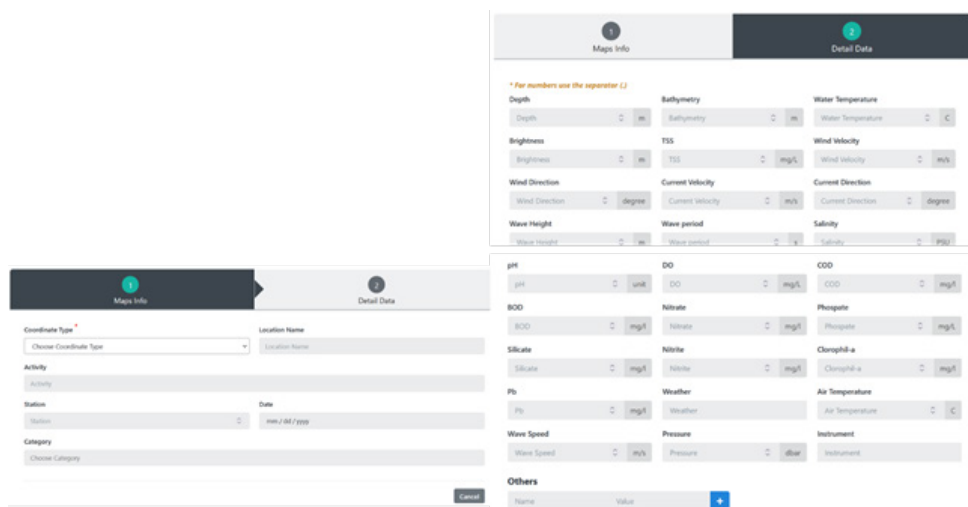 1
Maps Info
2
Detail Data
* For numbers use the separator (.)
Depth Bathymetry Water Temperature
Depth m Bathymetry m Water Temperature C
Brightness TSS Wind Velocity
Brightness m TSS mg/L Wind Velocity m/s
Wind Direction Current Velocity Current Direction
Wind Direction degree Current Velocity m/s Current Direction degree
Wave Height Wave period Salinity
Wave Height m Wave period s Salinity PSU
1
Maps Info
2
Detail Data
Coordinate Type * Location Name
Choose Coordinate Type Location Name
Activity
Activity
Station Date
Station mm / dd / yyyy
Category
Choose Category
Cancel
pH DO COD
pH unit DO mg/L COD mg/l
BOD Nitrate Phospate
BOD mg/l Nitrate mg/l Phospate mg/L
Silicate Nitrite Clorophil-a
Silicate mg/l Nitrite mg/l Clorophil-a mg/l
Pb Weather Air Temperature
Pb mg/l Weather Air Temperature C
Wave Speed Pressure Instrument
Wave Speed m/s Pressure dbar Instrument
Others
Name Value +